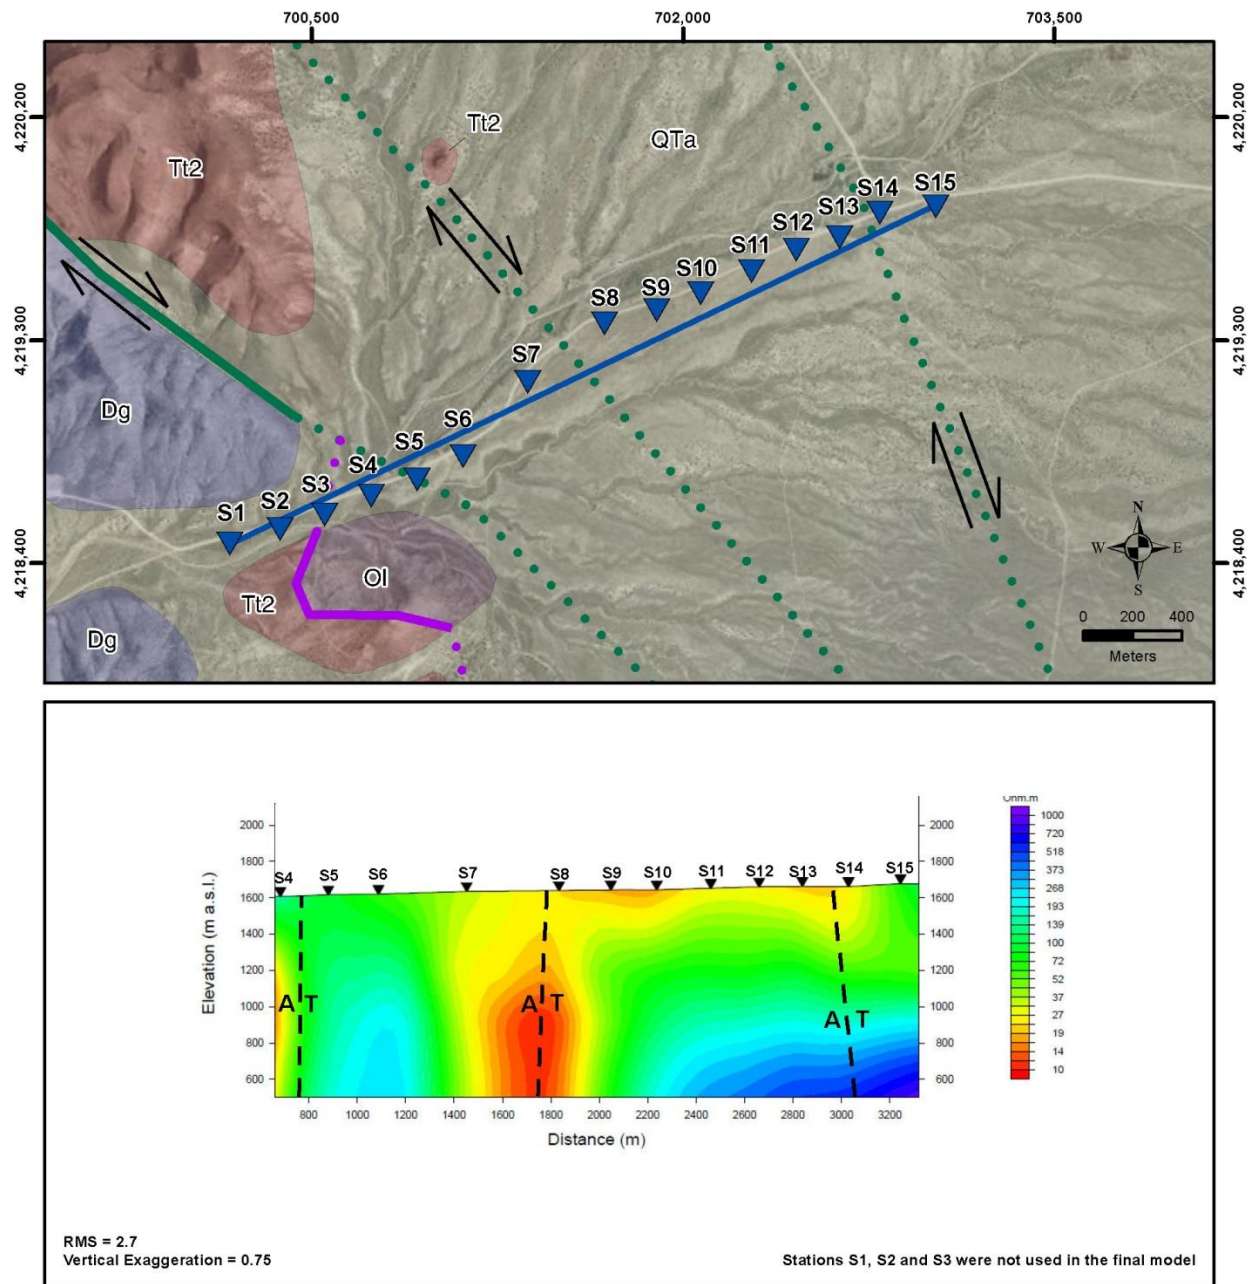 700,500 702,000 703,500
4,220,200 4,220,200
Tt2
QTa
Tt2
S15
S14
S13
S12
S11
S10
S9
S8
4,219,300 4,219,300
S7
Dg
S6
S5
S4
S3
S2
S1
N
W E
S
4,218,400 4,218,400
Ol
Tt2
0 200 400
Meters
Dg
Ohm.m
2000 2000 1000
1800 1800 720
518
S4 S5 S6 S7 S8 S9 S10 S11 S12 S13 S14 S15
373
1600 1600 268
193
1400 1400 139
100
1200 1200 72
52
1000 1000 37
A T A T A T
27
800 800 19
14
600 600 10
Elevation (m a.s.l.)
800 1000 1200 1400 1600 1800 2000 2200 2400 2600 2800 3000 3200
Distance (m)
RMS = 2.7
Vertical Exaggeration = 0.75
Stations S1, S2 and S3 were not used in the final model